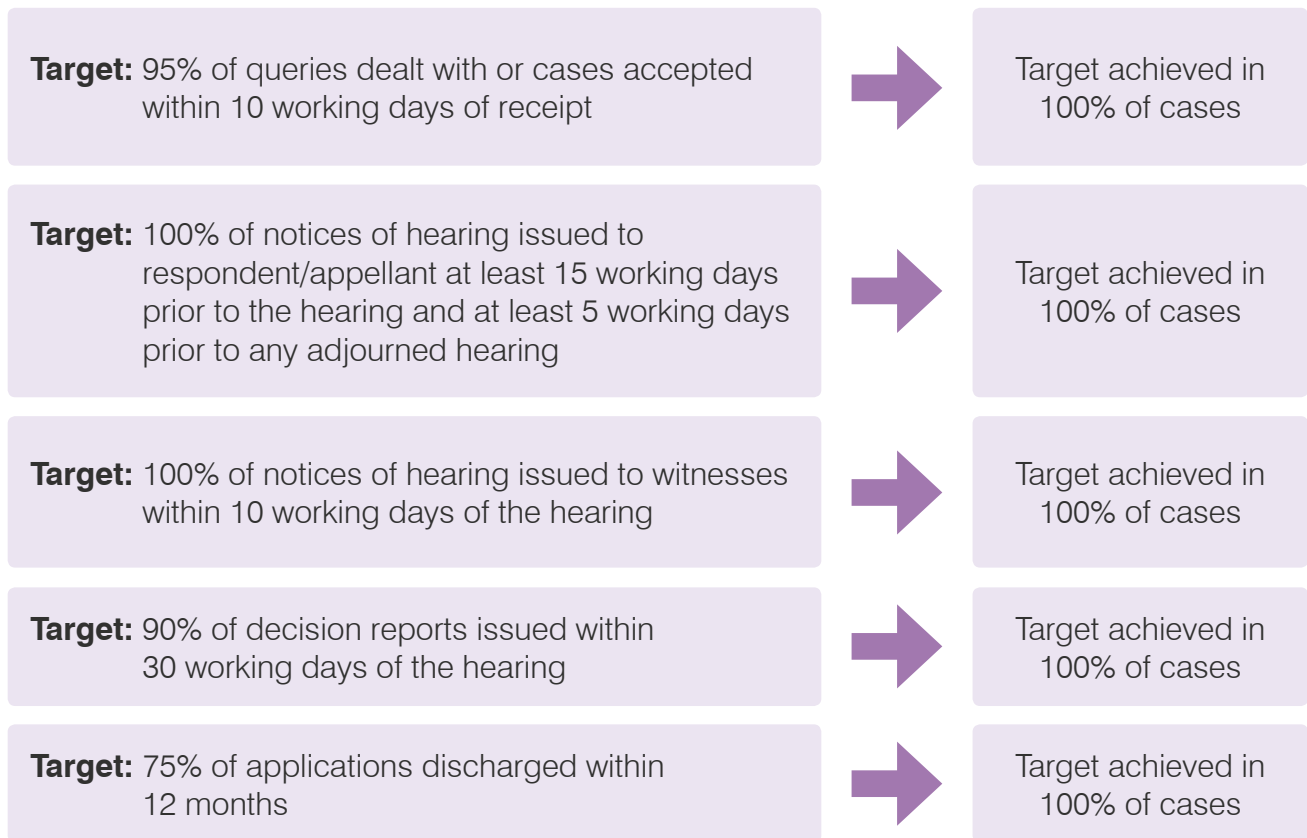 Target: 95% of queries dealt with or cases accepted
within 10 working days of receipt
Target achieved in
100% of cases
Target: 100% of notices of hearing issued to
respondent/appellant at least 15 working days
prior to the hearing and at least 5 working days
prior to any adjourned hearing
Target achieved in
100% of cases
Target: 100% of notices of hearing issued to witnesses
within 10 working days of the hearing
Target achieved in
100% of cases
Target: 90% of decision reports issued within
30 working days of the hearing
Target achieved in
100% of cases
Target: 75% of applications discharged within
12 months
Target achieved in
100% of cases